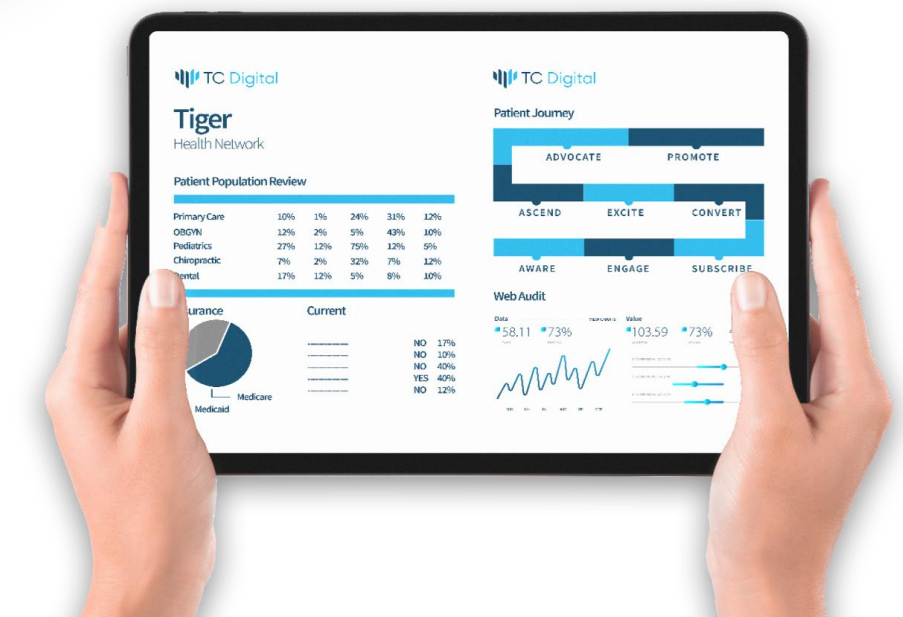 TC Digital
Tiger
Health Network
Patient Population Review
Primary Care 10% 1% 24% 31% 12%
OBGYN 12% 2% 5% 43% 10%
Pediatrics 27% 12% 75% 12% 5%
Chiropractic 7% 2% 32% 7% 12%
17% 12% 5% 8% 10%
Current
NO 17%
NO 10%
NO 40%
YES 40%
NO 12%
Medicare
Medicaid
TC Digital
Patient Journey
ADVOCATE PROMOTE
ASCEND EXCITE CONVERT
AWARE ENGAGE SUBSCRIBE
Web Audit
Data Value
58.11 73% 103.59 73%